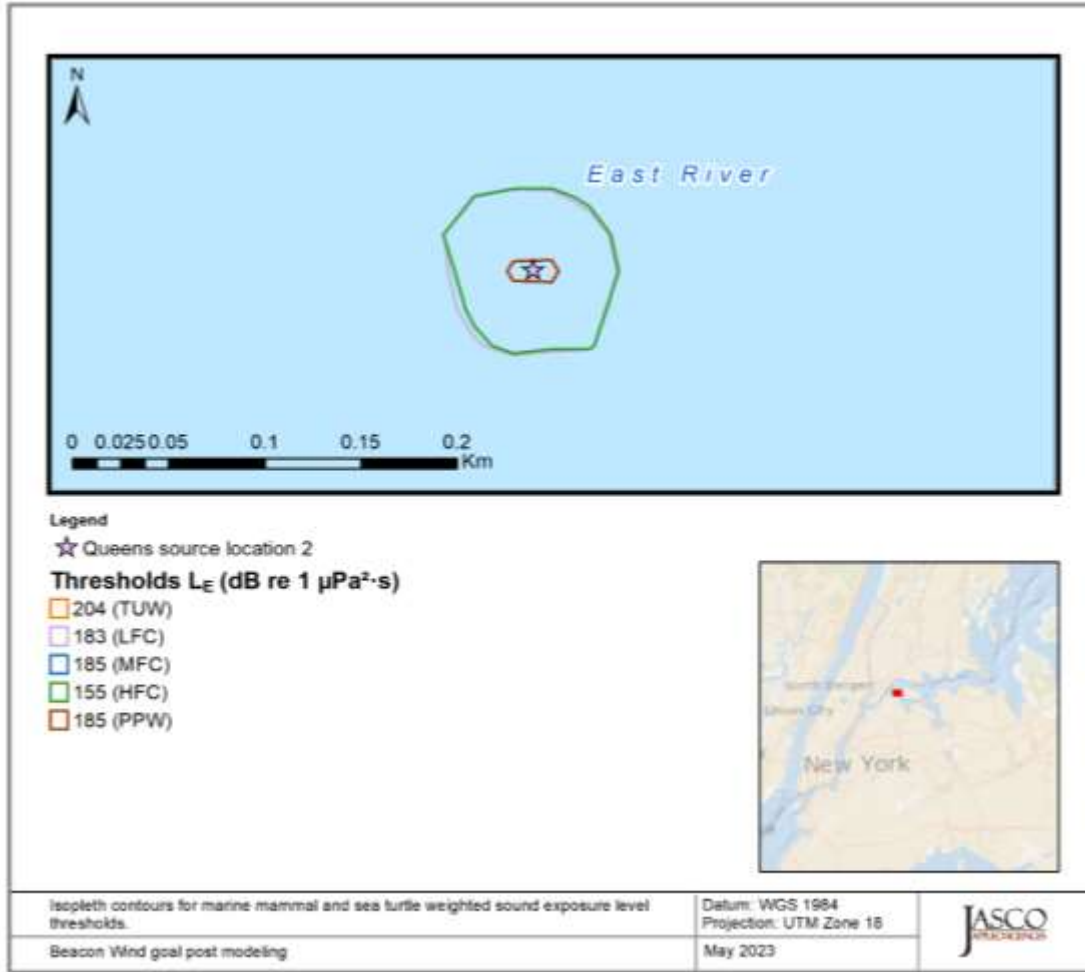 N
East River
0 0.025 0.05 0.1 0.15 0.2
Km
Legend
Queens source location 2
Thresholds LE (dB re 1 µPa²·s)
204 (TUW)
183 (LFC)
185 (MFC)
155 (HFC)
185 (PPW)
New York
Isopleth contours for marine mammal and sea turtle weighted sound exposure level
thresholds.
Datum: WGS 1984
Projection: UTM Zone 18
Beacon Wind goal post modeling
May 2023
JASCO